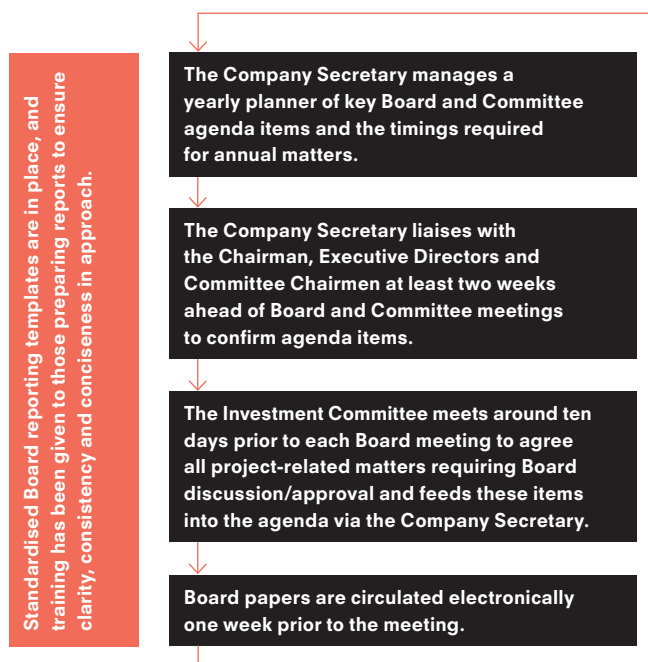 Standardised Board reporting templates are in place, and
training has been given to those preparing reports to ensure
clarity, consistency and conciseness in approach.
The Company Secretary manages a
yearly planner of key Board and Committee
agenda items and the timings required
for annual matters.
The Company Secretary liaises with
the Chairman, Executive Directors and
Committee Chairmen at least two weeks
ahead of Board and Committee meetings
to confirm agenda items.
The Investment Committee meets around ten
days prior to each Board meeting to agree
all project-related matters requiring Board
discussion/approval and feeds these items
into the agenda via the Company Secretary.
Board papers are circulated electronically
one week prior to the meeting.